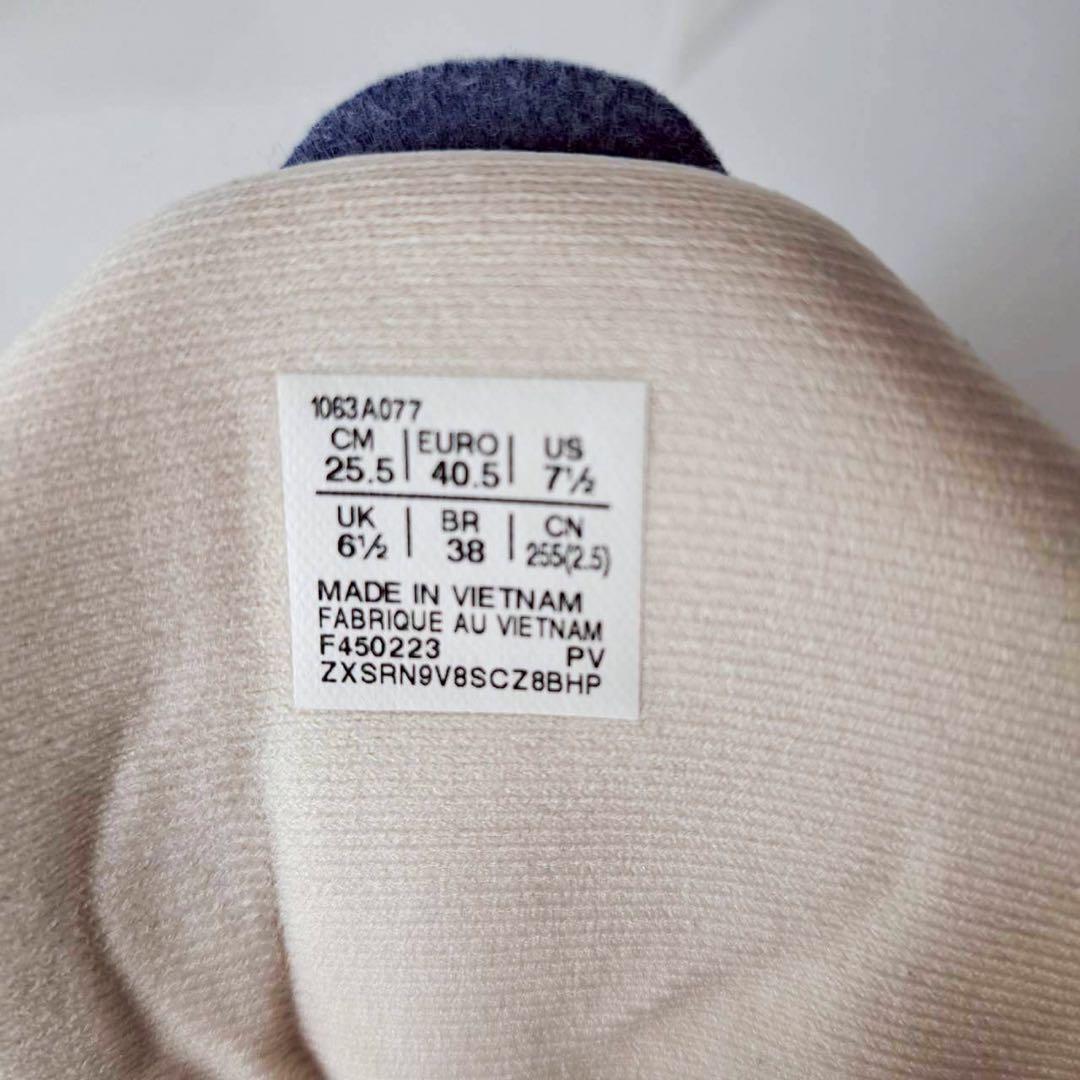 1063A077
CM | EURO | US
25.5 | 40.5 | 7½
UK | BR | CN
6½ | 38 | 255(2.5)
MADE IN VIETNAM
FABRIQUE AU VIETNAM
F450223 PV
ZXSRN9V8SCZ8BHP